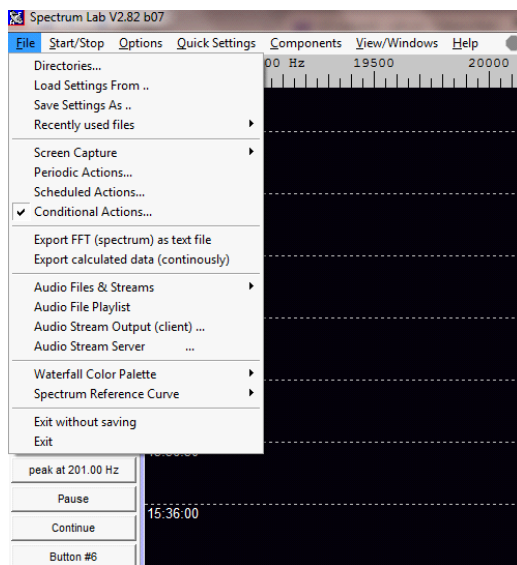 Spectrum Lab V2.82 b07
File Start/Stop Options Quick Settings Components View/Windows Help
00 Hz 19500 20000
Directories...
Load Settings From ..
Save Settings As ..
Recently used files
Screen Capture
Periodic Actions...
Scheduled Actions...
Conditional Actions...
Export FFT (spectrum) as text file
Export calculated data (continously)
Audio Files & Streams
Audio File Playlist
Audio Stream Output (client) ...
Audio Stream Server ...
Waterfall Color Palette
Spectrum Reference Curve
Exit without saving
Exit
peak at 201.00 Hz
Pause
15:36:00
Continue
Button #6